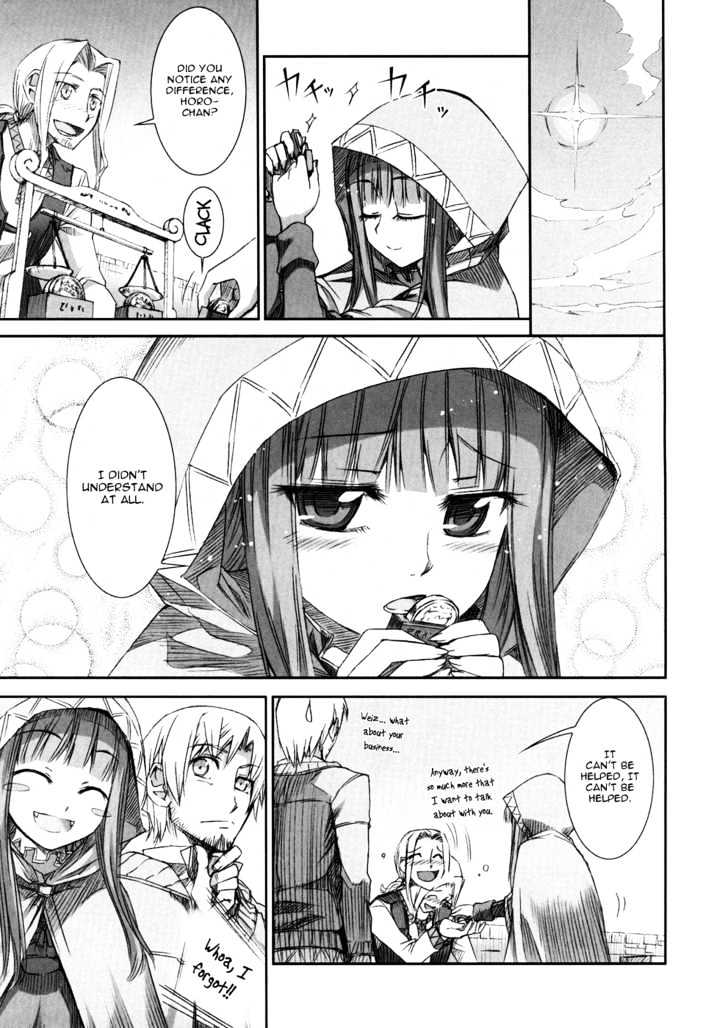 カチッ
カチッ
DID YOU
NOTICE ANY
DIFFERENCE,
HORO-
CHAN?
CLACK
I DIDN'T
UNDERSTAND
AT ALL.
IT
CAN'T BE
HELPED, IT
CAN'T BE
HELPED.
Weiz... what
about your
business...
Anyway, there's
so much more that
I want to talk
about with you.
Whoa, I
forgot!!